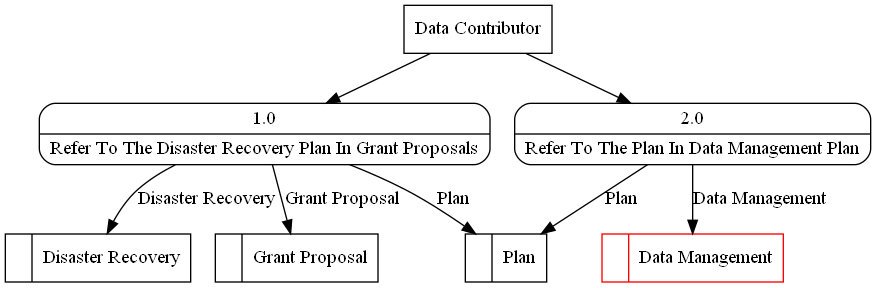 Data Contributor
1.0
Refer To The Disaster Recovery Plan In Grant Proposals
2.0
Refer To The Plan In Data Management Plan
Disaster Recovery
Grant Proposal
Plan
Plan
Data Management
Disaster Recovery
Grant Proposal
Plan
Data Management